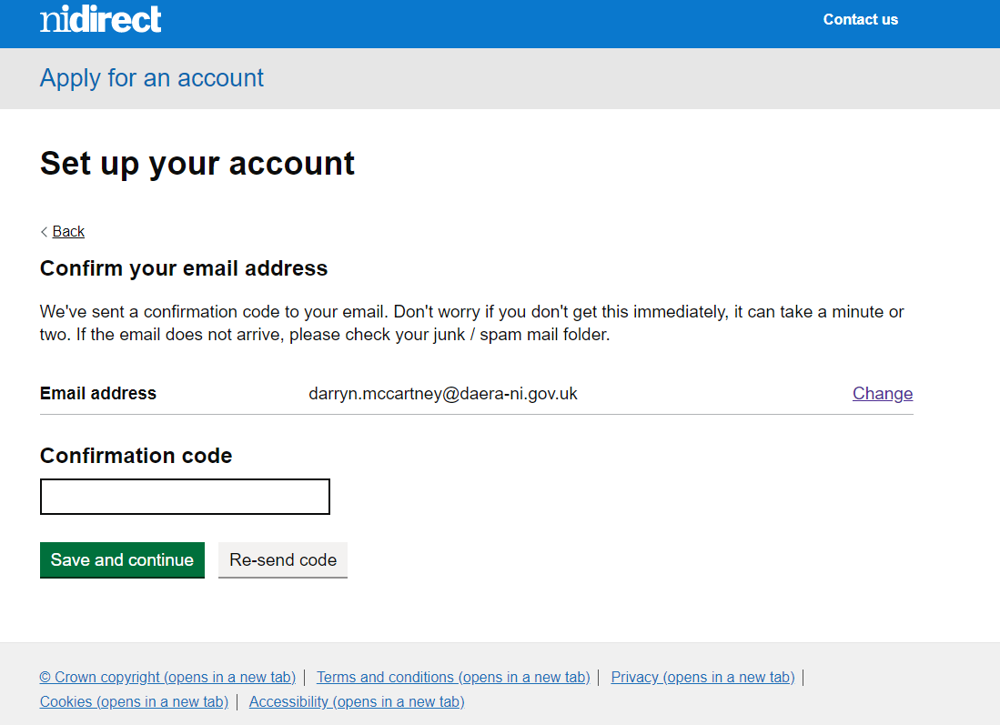 nidirect
Contact us
Apply for an account
Set up your account
< Back
Confirm your email address
We've sent a confirmation code to your email. Don't worry if you don't get this immediately, it can take a minute or
two. If the email does not arrive, please check your junk / spam mail folder.
Email address darryn.mccartney@daera-ni.gov.uk Change
Confirmation code
Save and continue Re-send code
© Crown copyright (opens in a new tab) | Terms and conditions (opens in a new tab) | Privacy (opens in a new tab) |
Cookies (opens in a new tab) | Accessibility (opens in a new tab)